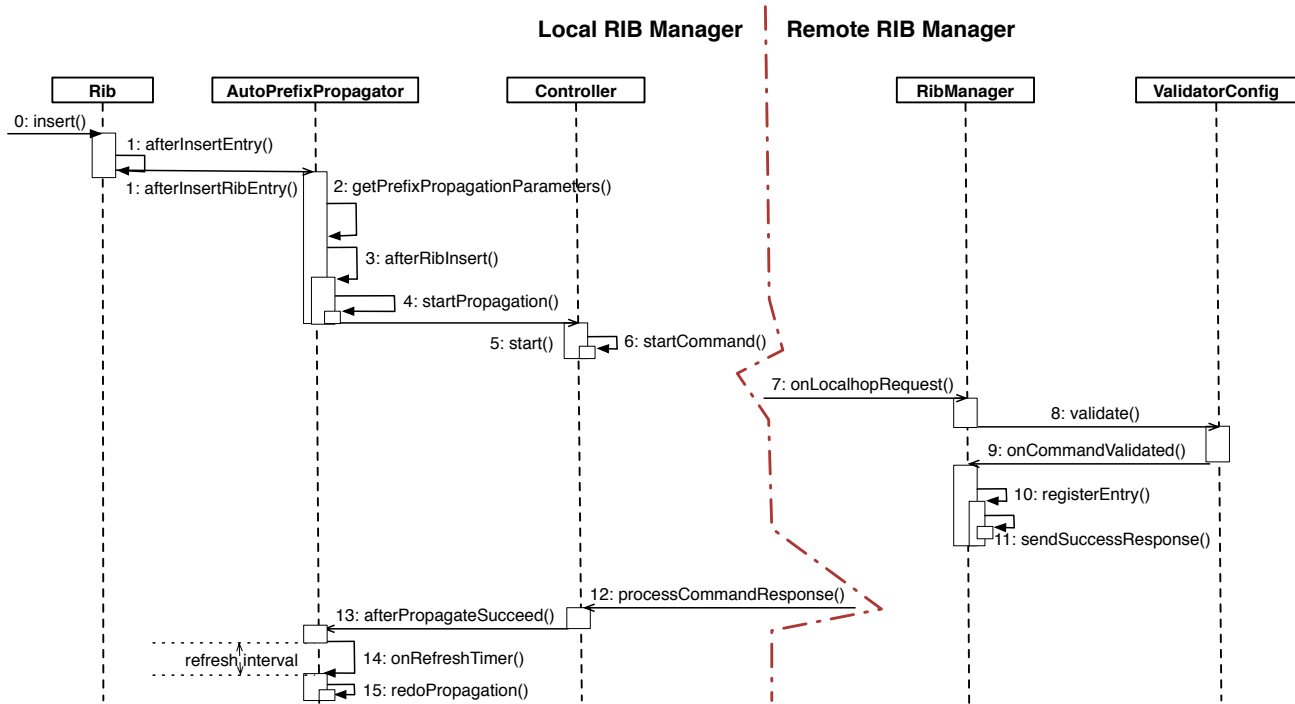 Local RIB Manager
Remote RIB Manager
Rib
AutoPrefixPropagator
Controller
RibManager
ValidatorConfig
0: insert()
1: afterInsertEntry()
1: afterInsertRibEntry()
2: getPrefixPropagationParameters()
3: afterRibInsert()
4: startPropagation()
5: start()
6: startCommand()
7: onLocalhopRequest()
8: validate()
9: onCommandValidated()
10: registerEntry()
11: sendSuccessResponse()
12: processCommandResponse()
13: afterPropagateSucceed()
refresh interval
14: onRefreshTimer()
15: redoPropagation()